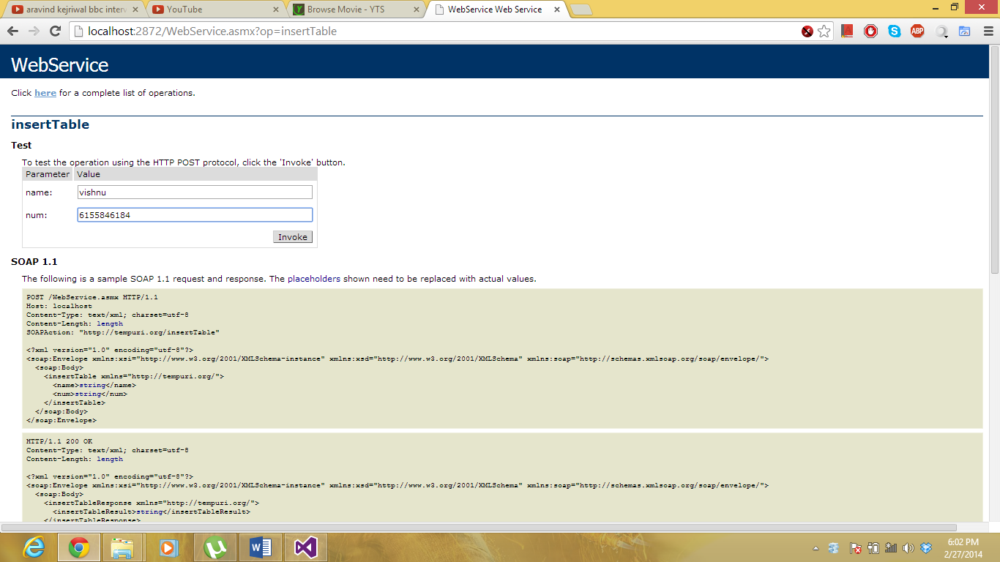 aravind kejriwal bbc interv
YouTube
Browse Movie - YTS
WebService Web Service
localhost:2872/WebService.asmx?op=insertTable
ABP
WebService
Click here for a complete list of operations.
insertTable
Test
To test the operation using the HTTP POST protocol, click the 'Invoke' button.
Parameter Value
name: vishnu
num: 6155846184
Invoke
SOAP 1.1
The following is a sample SOAP 1.1 request and response. The placeholders shown need to be replaced with actual values.
POST /WebService.asmx HTTP/1.1
Host: localhost
Content-Type: text/xml; charset=utf-8
Content-Length: length
SOAPAction: "http://tempuri.org/insertTable"
<?xml version="1.0" encoding="utf-8"?>
<soap:Envelope xmlns:xsi="http://www.w3.org/2001/XMLSchema-instance" xmlns:xsd="http://www.w3.org/2001/XMLSchema" xmlns:soap="http://schemas.xmlsoap.org/soap/envelope/">
<soap:Body>
<insertTable xmlns="http://tempuri.org/">
<name>string</name>
<num>string</num>
</insertTable>
</soap:Body>
</soap:Envelope>
HTTP/1.1 200 OK
Content-Type: text/xml; charset=utf-8
Content-Length: length
<?xml version="1.0" encoding="utf-8"?>
<soap:Envelope xmlns:xsi="http://www.w3.org/2001/XMLSchema-instance" xmlns:xsd="http://www.w3.org/2001/XMLSchema" xmlns:soap="http://schemas.xmlsoap.org/soap/envelope/">
<soap:Body>
<insertTableResponse xmlns="http://tempuri.org/">
<insertTableResult>string</insertTableResult>
</insertTableResponse>
6:02 PM
2/27/2014